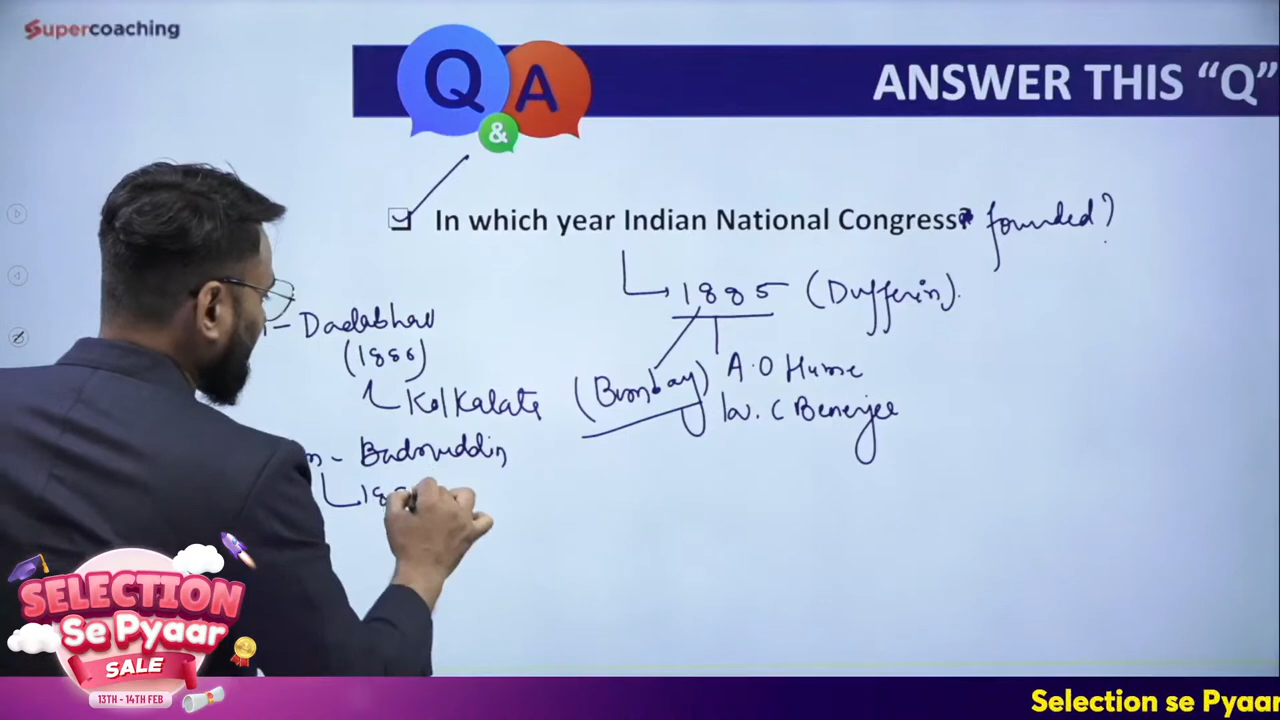 Supercoaching
Q & A
ANSWER THIS “Q”
In which year Indian National Congress? founded?
1885 (Dufferin).
- Dadabhai
(1886)
Kolkalata
(Bombay)
A.O Hume
W. C Benerjee
- Badruddin
SELECTION
Se Pyaar
SALE
13TH - 14TH FEB
Selection se Pyaar